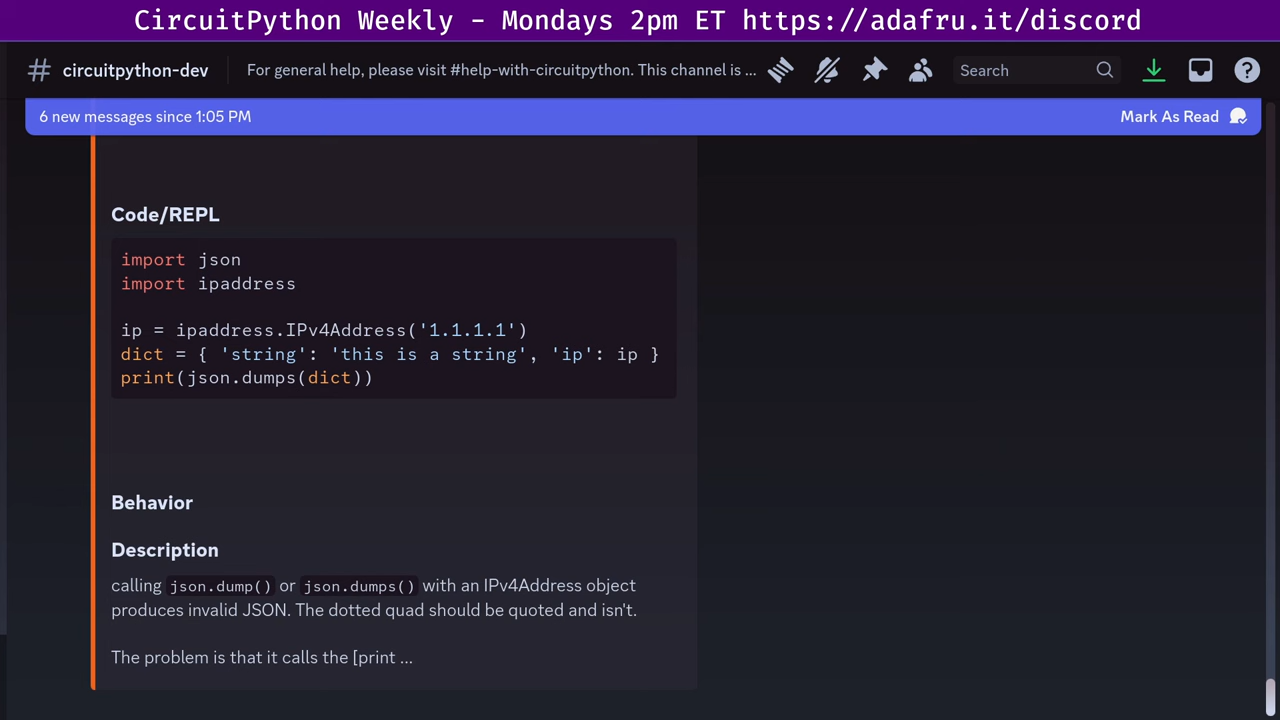 CircuitPython Weekly - Mondays 2pm ET https://adafru.it/discord
# circuitpython-dev For general help, please visit #help-with-circuitpython. This channel is ... Search
6 new messages since 1:05 PM Mark As Read
Code/REPL
import json
import ipaddress
ip = ipaddress.IPv4Address('1.1.1.1')
dict = { 'string': 'this is a string', 'ip': ip }
print(json.dumps(dict))
Behavior
Description
calling json.dump() or json.dumps() with an IPv4Address object
produces invalid JSON. The dotted quad should be quoted and isn't.
The problem is that it calls the [print ...